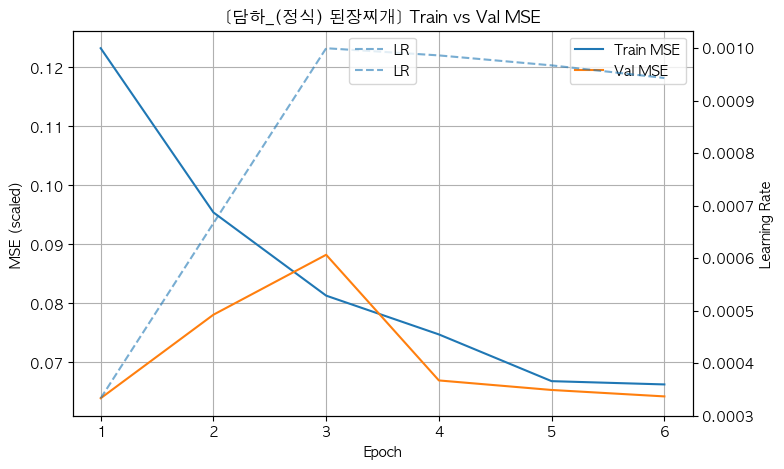 [담하_(정식) 된장찌개] Train vs Val MSE
LR
LR
Train MSE
Val MSE
MSE (scaled)
0.12
0.11
0.10
0.09
0.08
0.07
0.0010
0.0009
0.0008
0.0007
0.0006
0.0005
0.0004
0.0003
Learning Rate
1 2 3 4 5 6
Epoch